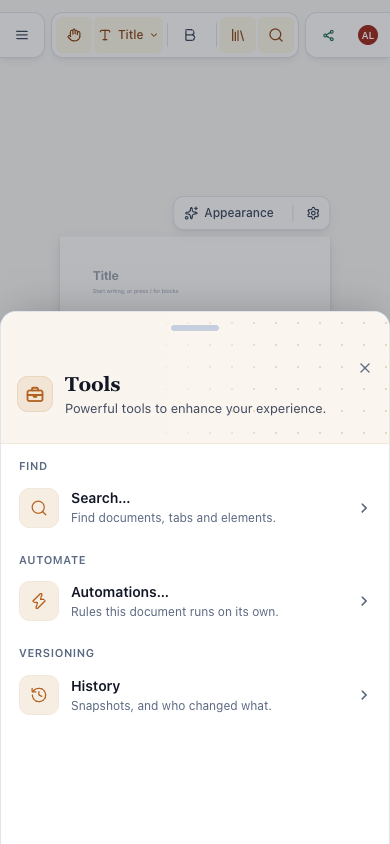 Title
AL
Appearance
Title
Start writing, or press / for blocks
Tools
Powerful tools to enhance your experience.
FIND
Search...
Find documents, tabs and elements.
AUTOMATE
Automations...
Rules this document runs on its own.
VERSIONING
History
Snapshots, and who changed what.